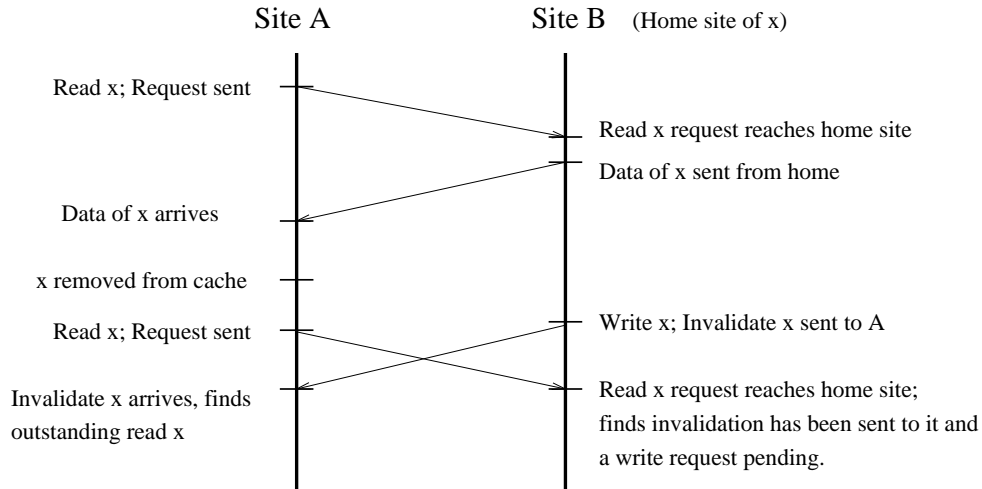 Site A
Site B (Home site of x)
Read x; Request sent
Read x request reaches home site
Data of x sent from home
Data of x arrives
x removed from cache
Read x; Request sent
Write x; Invalidate x sent to A
Invalidate x arrives, finds
outstanding read x
Read x request reaches home site;
finds invalidation has been sent to it and
a write request pending.